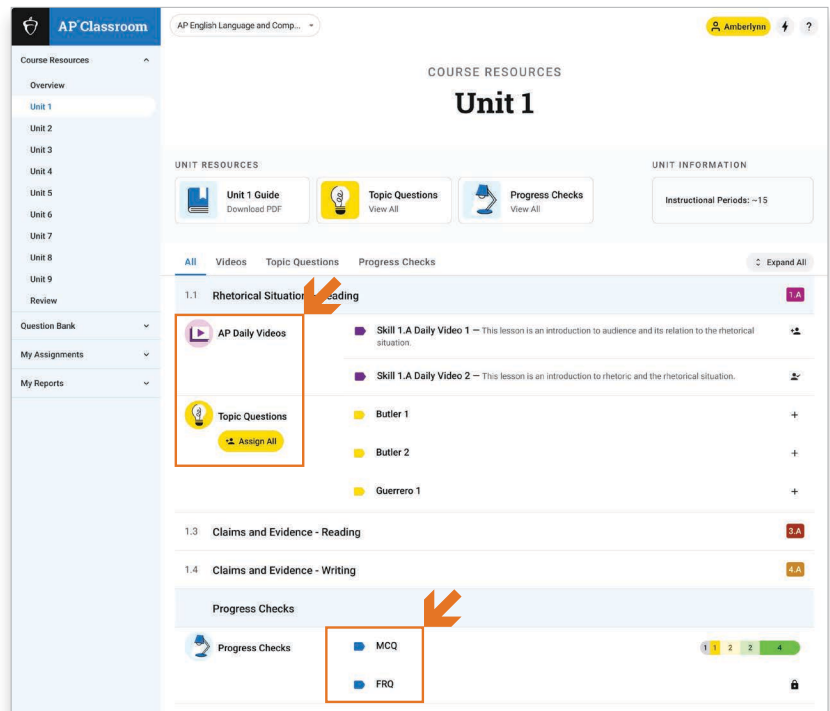 AP Classroom
AP English Language and Comp...
Amberlynn
?
Course Resources
Overview
Unit 1
Unit 2
Unit 3
Unit 4
Unit 5
Unit 6
Unit 7
Unit 8
Unit 9
Review
Question Bank
My Assignments
My Reports
COURSE RESOURCES
Unit 1
UNIT RESOURCES
Unit 1 Guide
Download PDF
Topic Questions
View All
Progress Checks
View All
UNIT INFORMATION
Instructional Periods: ~15
All Videos Topic Questions Progress Checks
Expand All
1.1 Rhetorical Situation Reading 1.A
AP Daily Videos
Skill 1.A Daily Video 1 — This lesson is an introduction to audience and its relation to the rhetorical
situation.
Skill 1.A Daily Video 2 — This lesson is an introduction to rhetoric and the rhetorical situation.
Topic Questions
Assign All
Butler 1 +
Butler 2 +
Guerrero 1 +
1.3 Claims and Evidence - Reading 3.A
1.4 Claims and Evidence - Writing 4.A
Progress Checks
Progress Checks
MCQ
1 1 2 2 4
FRQ